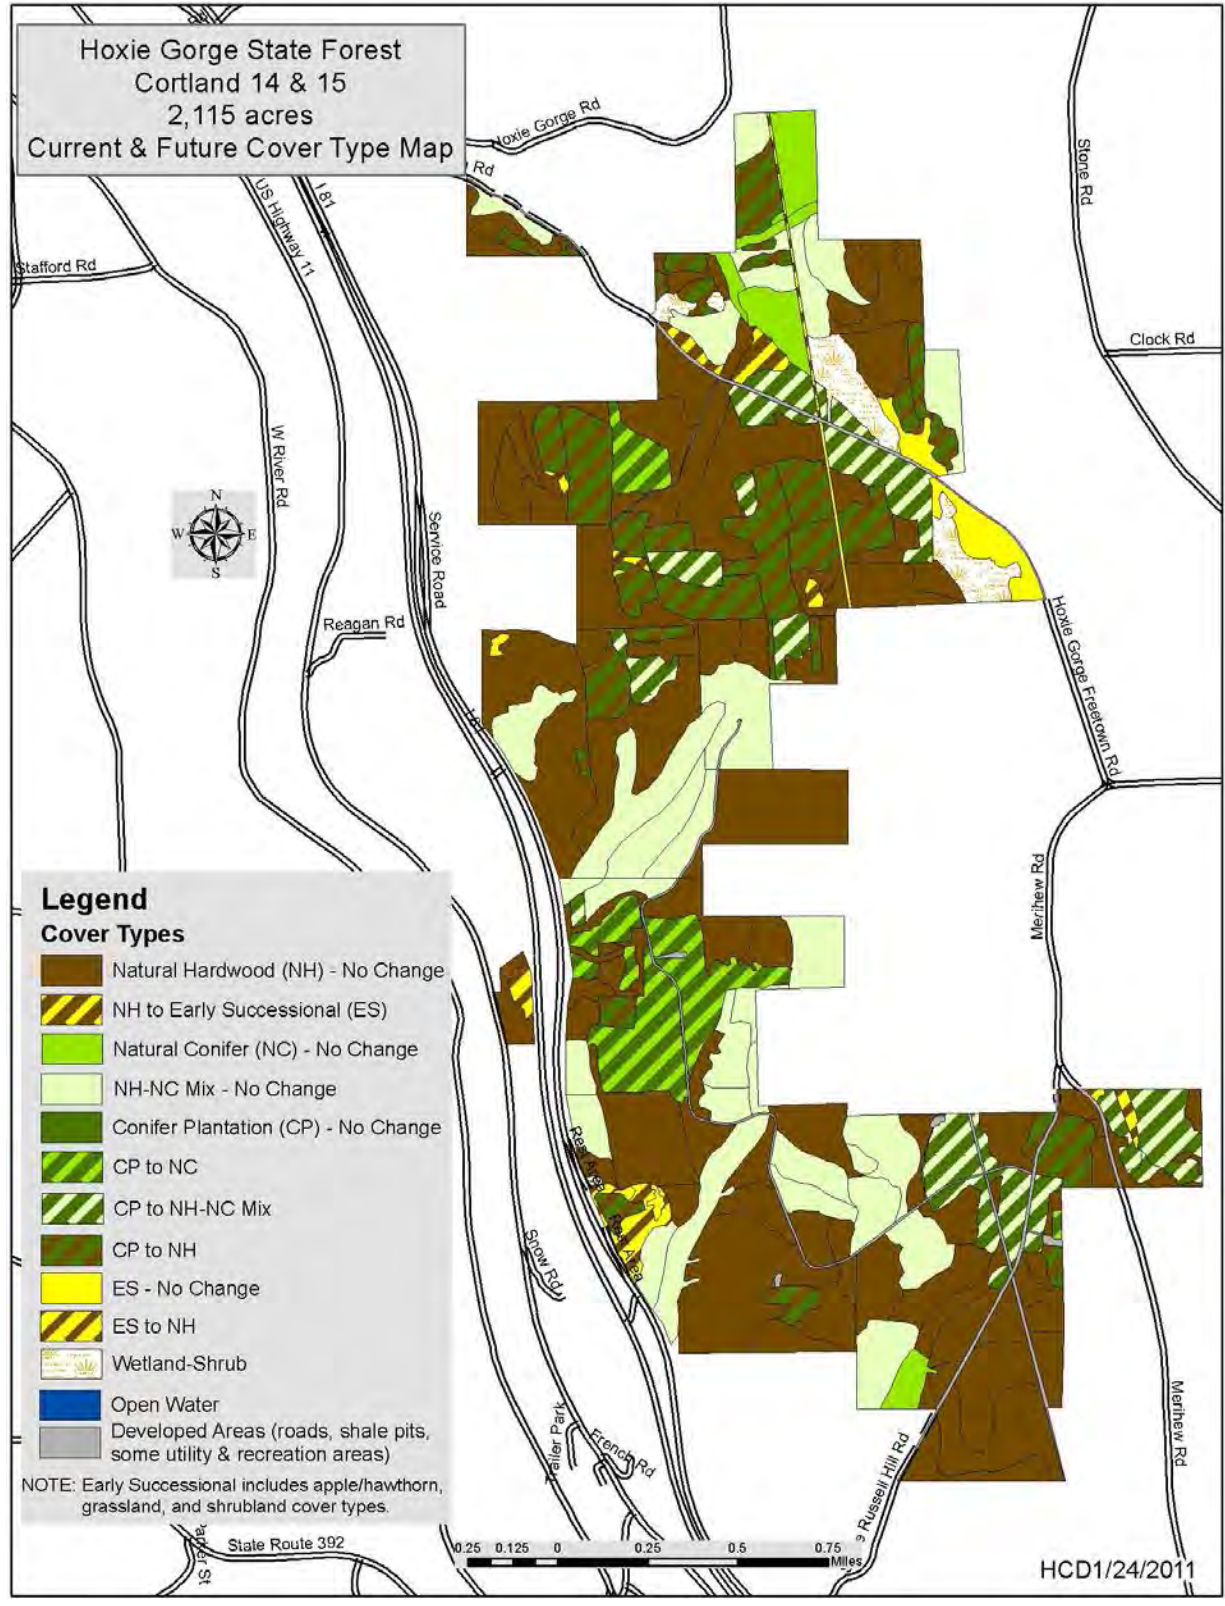 Hoxie Gorge State Forest
Cortland 14 & 15
2,115 acres
Current & Future Cover Type Map
Hoxie Gorge Rd
Rd
I 81
US Highway 11
Stone Rd
Stafford Rd
Clock Rd
W River Rd
N
W E
S
Service Road
Reagan Rd
Hoxie Gorge Freetown Rd
I 81
Merihew Rd
Legend
Cover Types
Natural Hardwood (NH) - No Change
NH to Early Successional (ES)
Natural Conifer (NC) - No Change
NH-NC Mix - No Change
Conifer Plantation (CP) - No Change
CP to NC
CP to NH-NC Mix
CP to NH
ES - No Change
ES to NH
Wetland-Shrub
Open Water
Developed Areas (roads, shale pits,
some utility & recreation areas)
NOTE: Early Successional includes apple/hawthorn,
grassland, and shrubland cover types.
Rest Area
Rest Area
Snow Rd
Trailer Park
French Rd
Merihew Rd
e Russell Hill Rd
State Route 392
Parker St
0.25 0.125 0 0.25 0.5 0.75
Miles
HCD1/24/2011